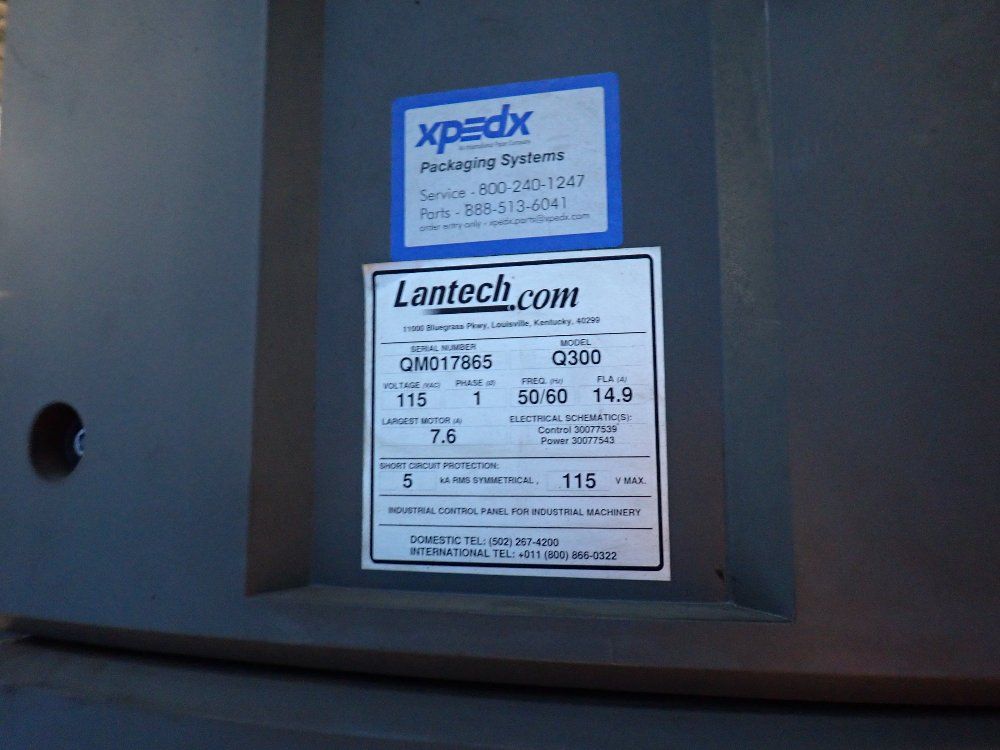 xpedx
An International Paper Company
Packaging Systems
Service - 800-240-1247
Parts - 888-513-6041
order entry only - xpedx.parts@xpedx.com
Lantech.com
11000 Bluegrass Pkwy, Louisville, Kentucky, 40299
SERIAL NUMBER MODEL
QM017865 Q300
VOLTAGE (VAC) PHASE (Ø) FREQ. (Hz) FLA (A)
115 1 50/60 14.9
LARGEST MOTOR (A) ELECTRICAL SCHEMATIC(S):
Control 30077539
7.6 Power 30077543
SHORT CIRCUIT PROTECTION:
5 kA RMS SYMMETRICAL , 115 V MAX.
INDUSTRIAL CONTROL PANEL FOR INDUSTRIAL MACHINERY
DOMESTIC TEL: (502) 267-4200
INTERNATIONAL TEL: +011 (800) 866-0322